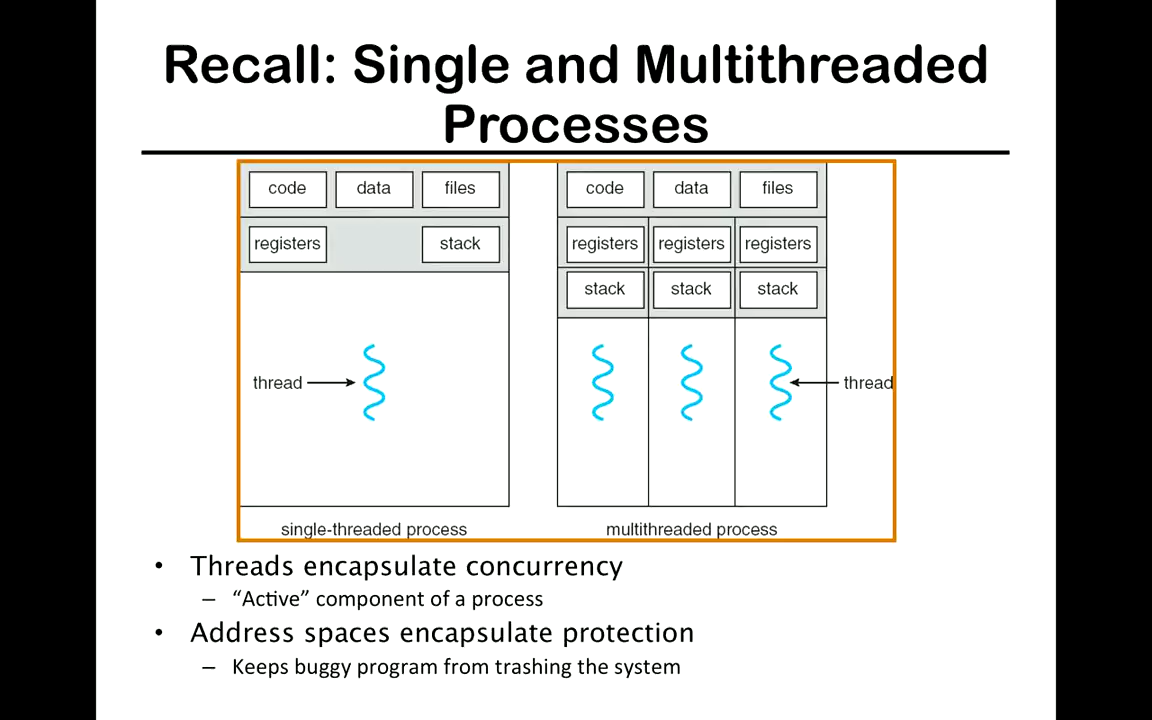 Recall: Single and Multithreaded
Processes
code data files
registers stack
thread
single-threaded process
code data files
registers registers registers
stack stack stack
thread
multithreaded process
• Threads encapsulate concurrency
– “Active” component of a process
• Address spaces encapsulate protection
– Keeps buggy program from trashing the system